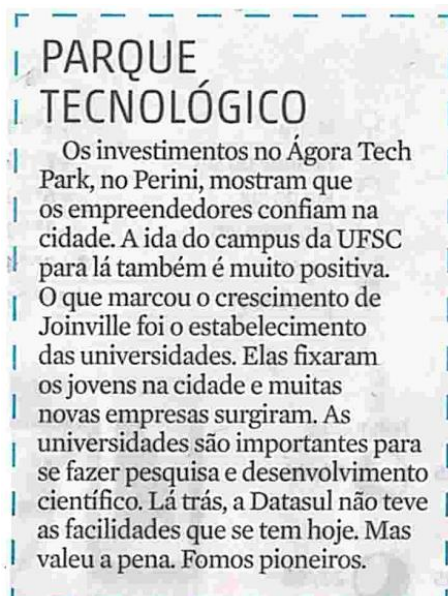 PARQUE
TECNOLÓGICO
Os investimentos no Ágora Tech
Park, no Perini, mostram que
os empreendedores confiam na
cidade. A ida do campus da UFSC
para lá também é muito positiva.
O que marcou o crescimento de
Joinville foi o estabelecimento
das universidades. Elas fixaram
os jovens na cidade e muitas
novas empresas surgiram. As
universidades são importantes para
se fazer pesquisa e desenvolvimento
científico. Lá trás, a Datasul não teve
as facilidades que se tem hoje. Mas
valeu a pena. Fomos pioneiros.